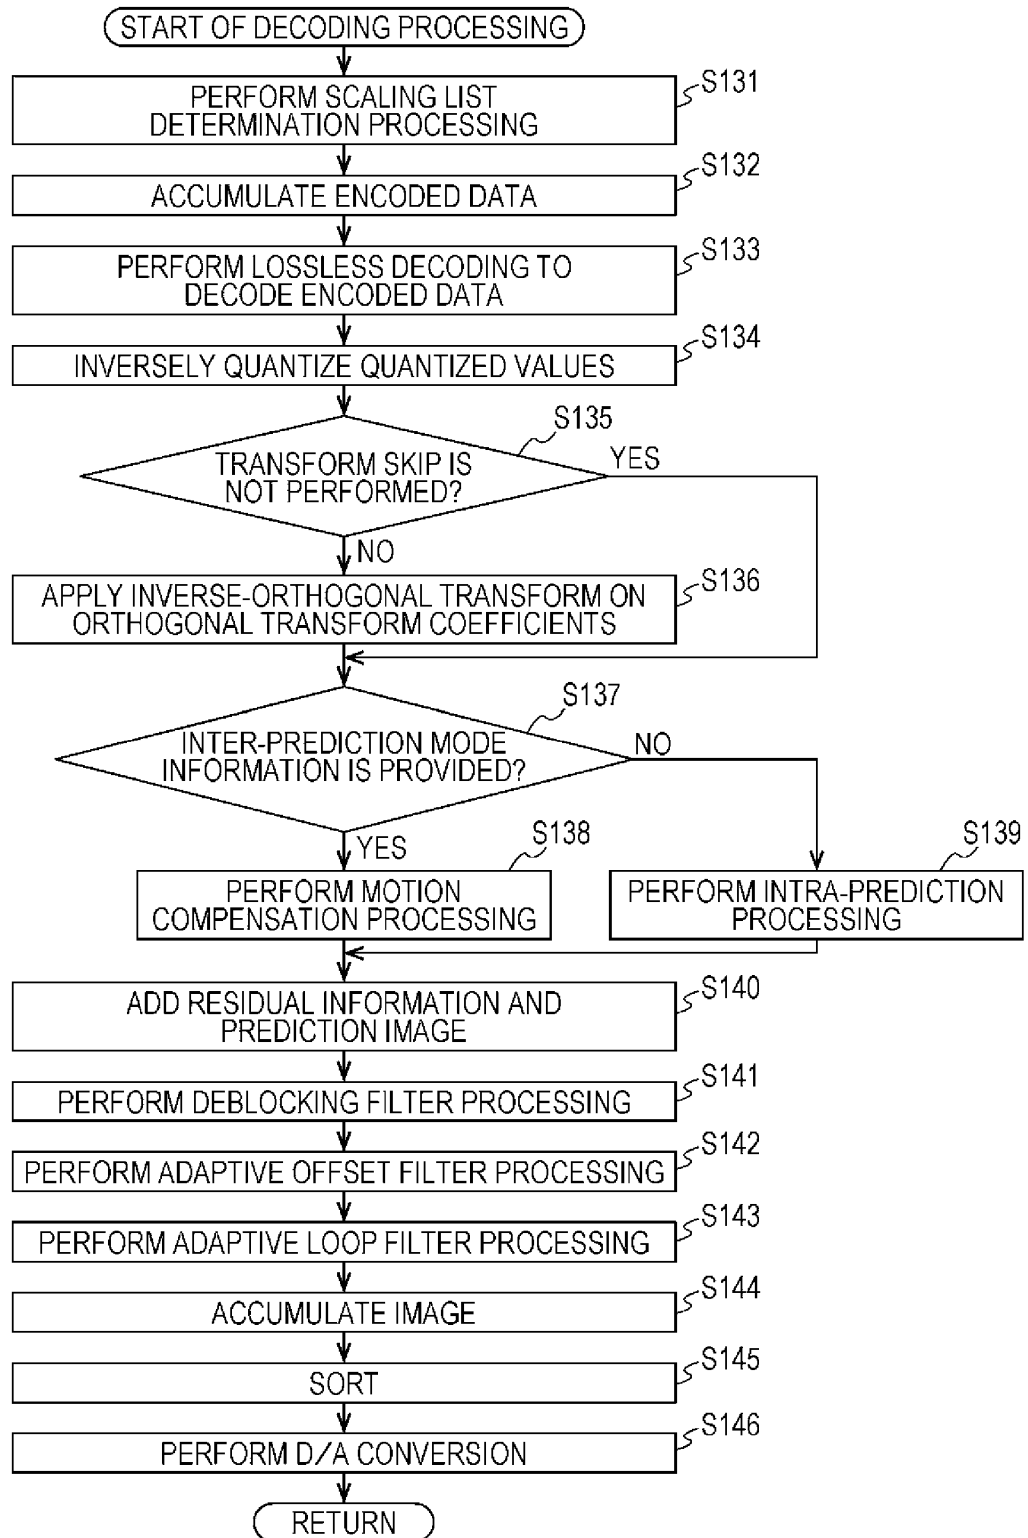 START OF DECODING PROCESSING
S131
PERFORM SCALING LIST
DETERMINATION PROCESSING
S132
ACCUMULATE ENCODED DATA
S133
PERFORM LOSSLESS DECODING TO
DECODE ENCODED DATA
S134
INVERSELY QUANTIZE QUANTIZED VALUES
S135
TRANSFORM SKIP IS
NOT PERFORMED?
YES
NO
S136
APPLY INVERSE-ORTHOGONAL TRANSFORM ON
ORTHOGONAL TRANSFORM COEFFICIENTS
S137
INTER-PREDICTION MODE
INFORMATION IS PROVIDED?
NO
YES
S138
PERFORM MOTION
COMPENSATION PROCESSING
S139
PERFORM INTRA-PREDICTION
PROCESSING
S140
ADD RESIDUAL INFORMATION AND
PREDICTION IMAGE
S141
PERFORM DEBLOCKING FILTER PROCESSING
S142
PERFORM ADAPTIVE OFFSET FILTER PROCESSING
S143
PERFORM ADAPTIVE LOOP FILTER PROCESSING
S144
ACCUMULATE IMAGE
S145
SORT
S146
PERFORM D/A CONVERSION
RETURN